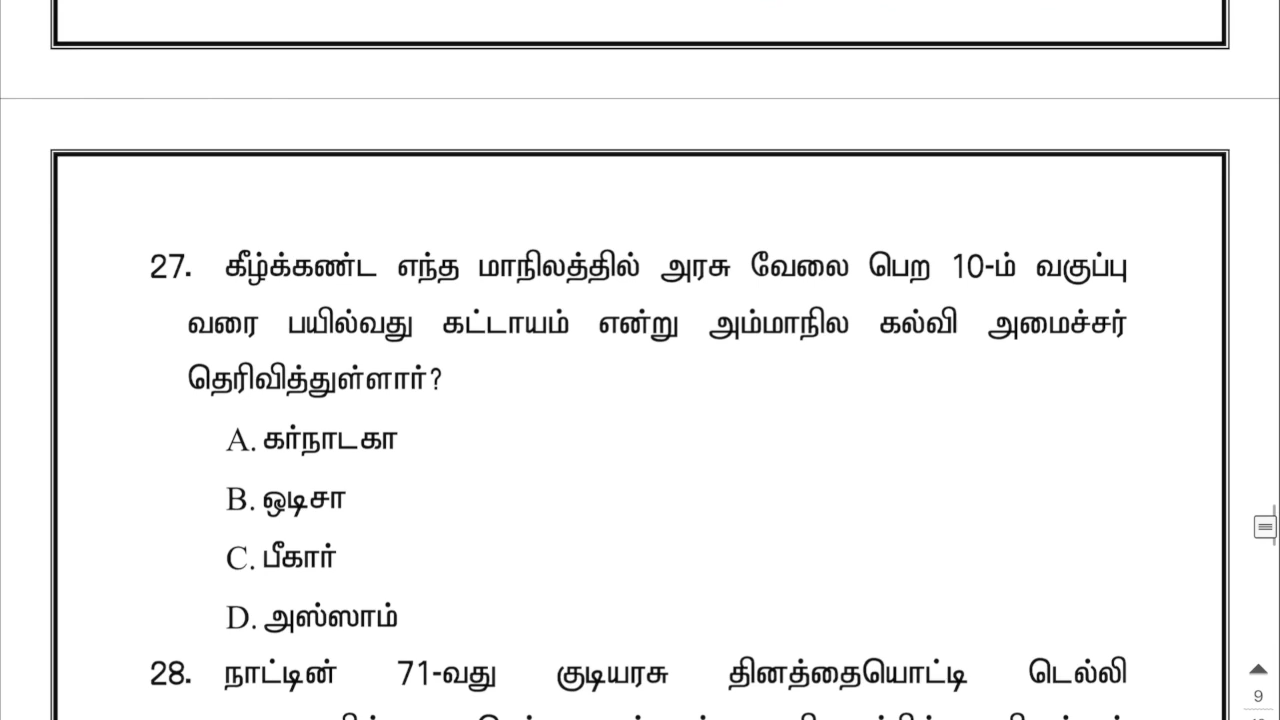 27. கீழ்க்கண்ட எந்த மாநிலத்தில் அரசு வேலை பெற 10-ம் வகுப்பு
வரை பயில்வது கட்டாயம் என்று அம்மாநில கல்வி அமைச்சர்
தெரிவித்துள்ளார்?
A. கர்நாடகா
B. ஒடிசா
C. பீகார்
D. அஸ்ஸாம்
28. நாட்டின் 71-வது குடியரசு தினத்தையொட்டி டெல்லி
9